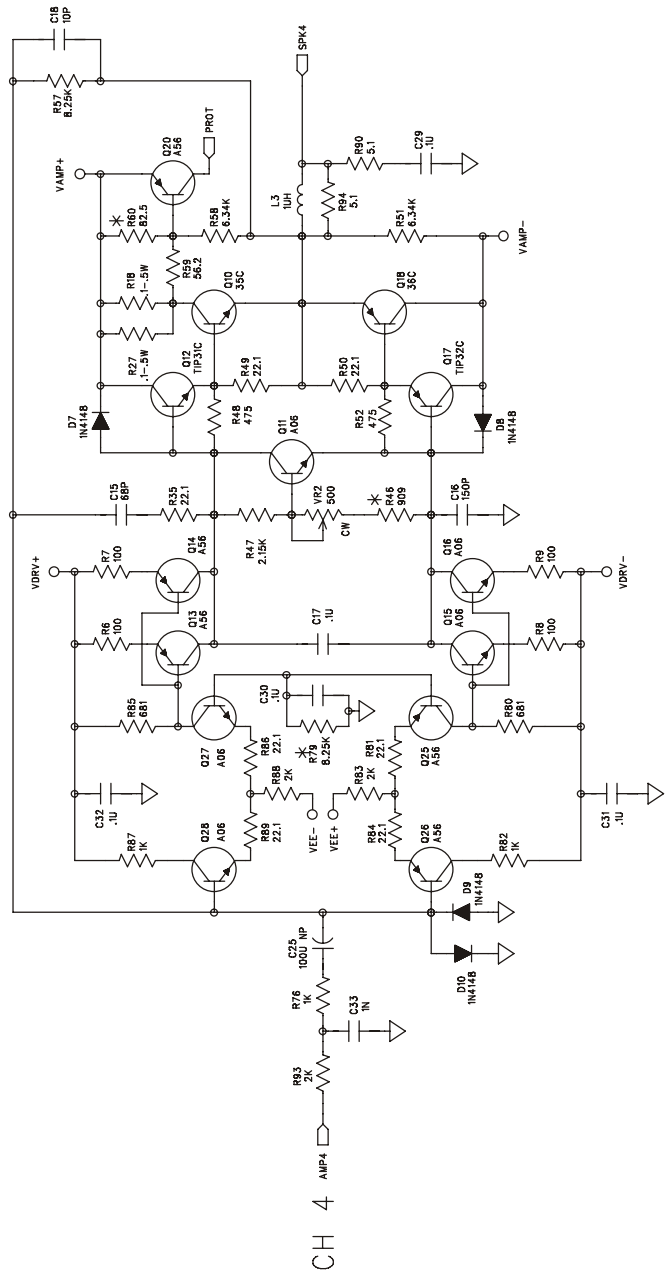 CH 4
AMP4
R93
2K
C33
1N
R76
1K
C25
100U NP
D10
1N4148
D9
1N4148
R87
1K
C32
.1U
Q28
A06
R89
22.1
R88
2K
VEE-
VEE+
R83
2K
R84
22.1
Q26
A56
R82
1K
C31
.1U
R85
681
Q27
A06
R86
22.1
C30
.1U
*
R79
8.25K
R81
22.1
Q25
A56
R80
681
VDRV+
R6
100
R7
100
Q13
A56
Q14
A56
C17
.1U
Q15
A06
Q16
A06
R8
100
R9
100
VDRV-
C15
68P
R35
22.1
R47
2.15K
VR2
500
CW
*
R46
909
C16
150P
D7
1N4148
Q11
A06
D8
1N4148
R27
.1-.5W
R18
.1-.5W
Q12
TIP31C
R48
475
R49
22.1
R50
22.1
R52
475
Q17
TIP32C
Q10
35C
Q18
36C
*
R60
82.5
R59
56.2
R58
6.34K
VAMP+
Q20
A56
PROT
L3
1UH
R94
5.1
R51
6.34K
VAMP-
R90
5.1
C29
.1U
SPK4
R57
8.25K
C18
10P